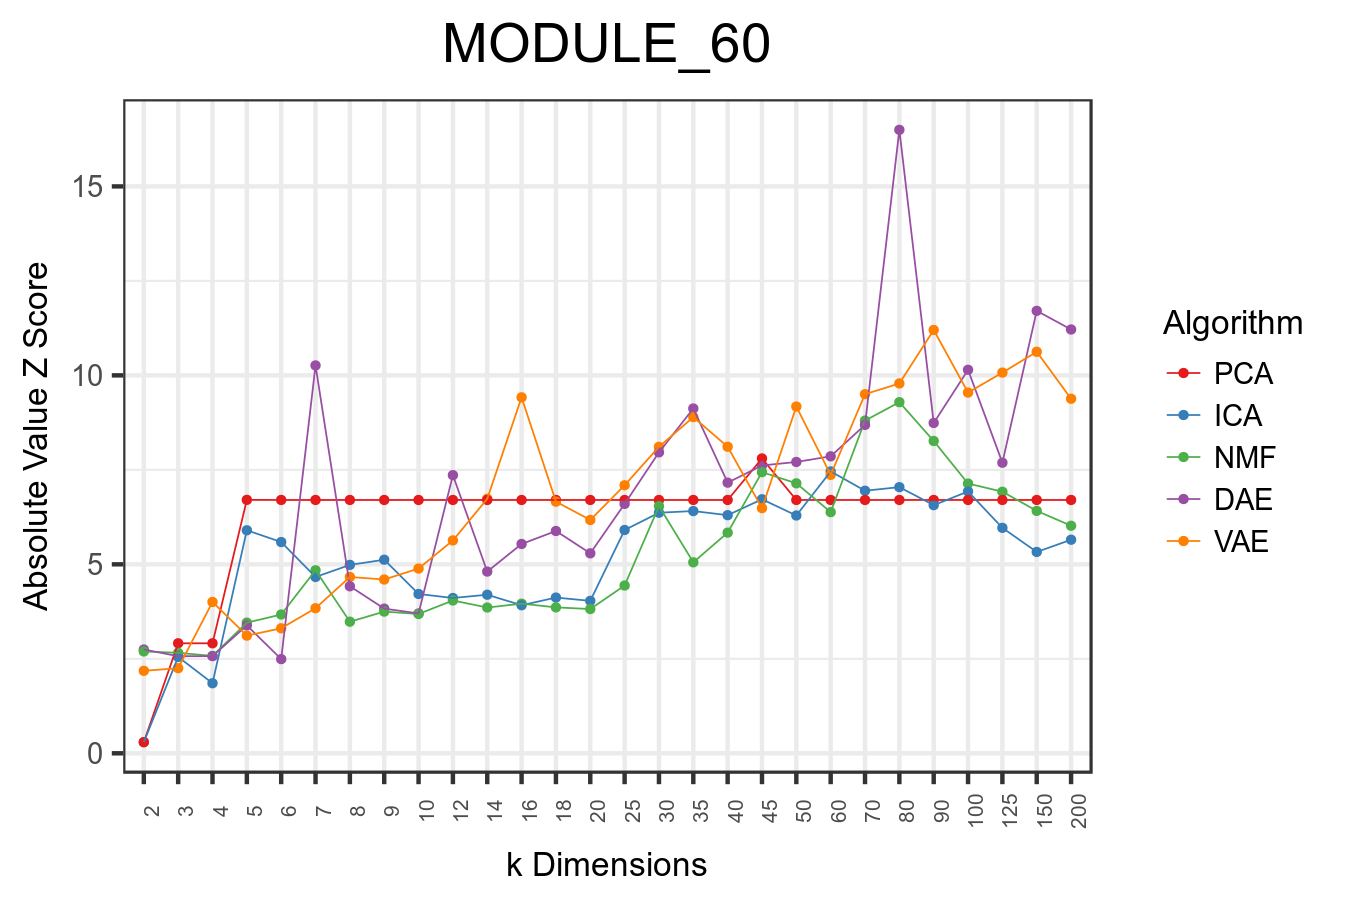 MODULE_60
Absolute Value Z Score
15
10
5
0
2 3 4 5 6 7 8 9 10 12 14 16 18 20 25 30 35 40 45 50 60 70 80 90 100 125 150 200
k Dimensions
Algorithm
PCA
ICA
NMF
DAE
VAE